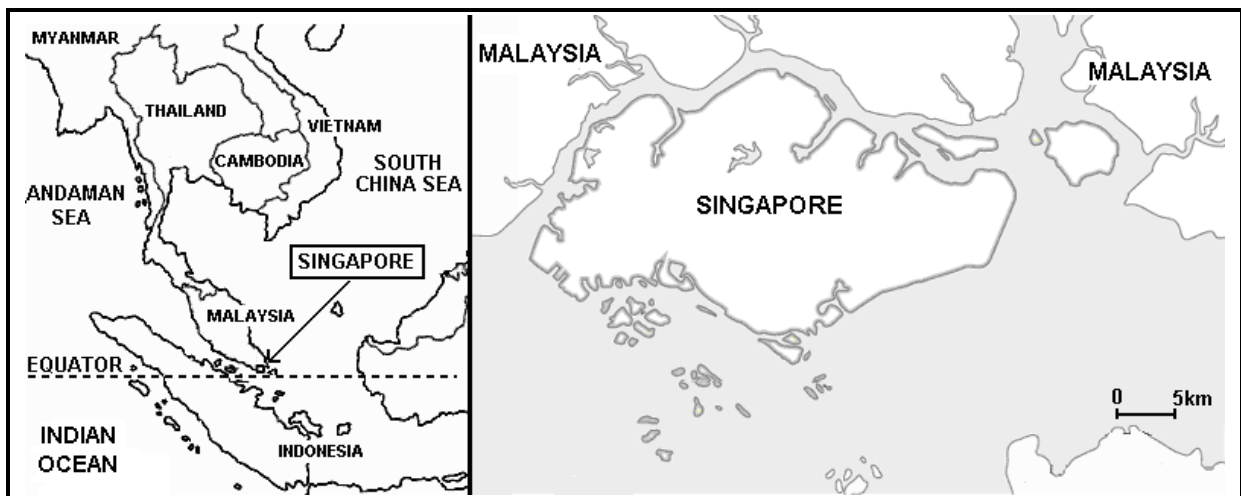 MYANMAR
THAILAND
VIETNAM
CAMBODIA
SOUTH
CHINA SEA
ANDAMAN
SEA
SINGAPORE
MALAYSIA
EQUATOR
INDIAN
OCEAN
INDONESIA
MALAYSIA
MALAYSIA
SINGAPORE
0 5km